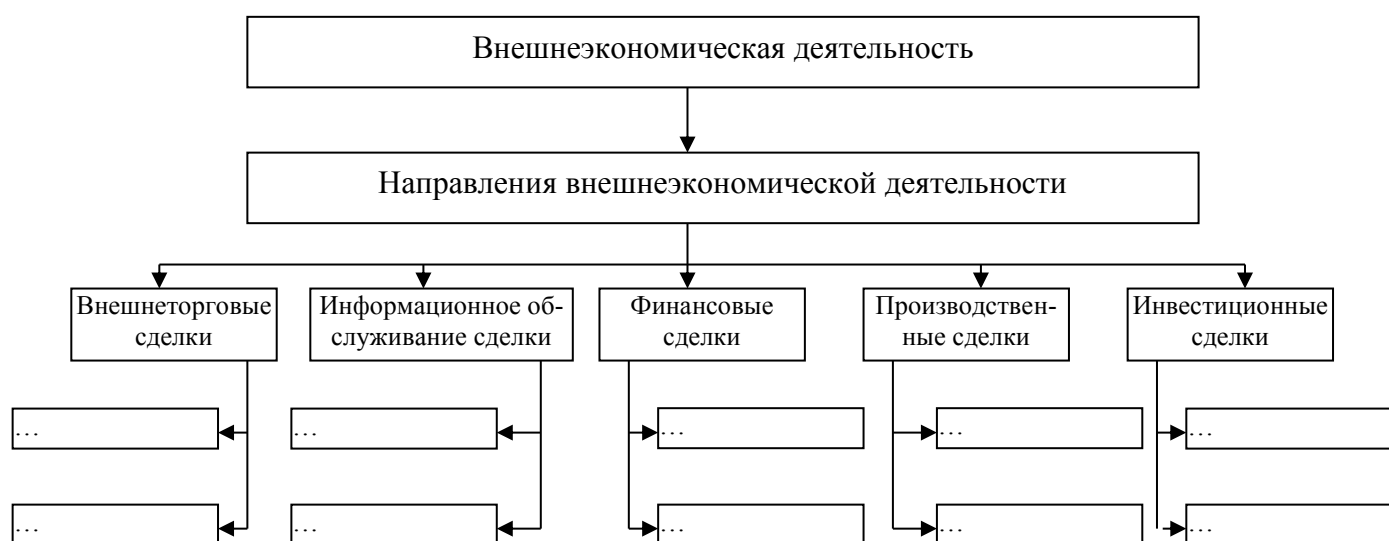 Внешнеэкономическая деятельность
Направления внешнеэкономической деятельности
Внешнеторговые
сделки
Информационное об-
служивание сделки
Финансовые
сделки
Производствен-
ные сделки
Инвестиционные
сделки
…
…
…
…
…
…
…
…
…
…